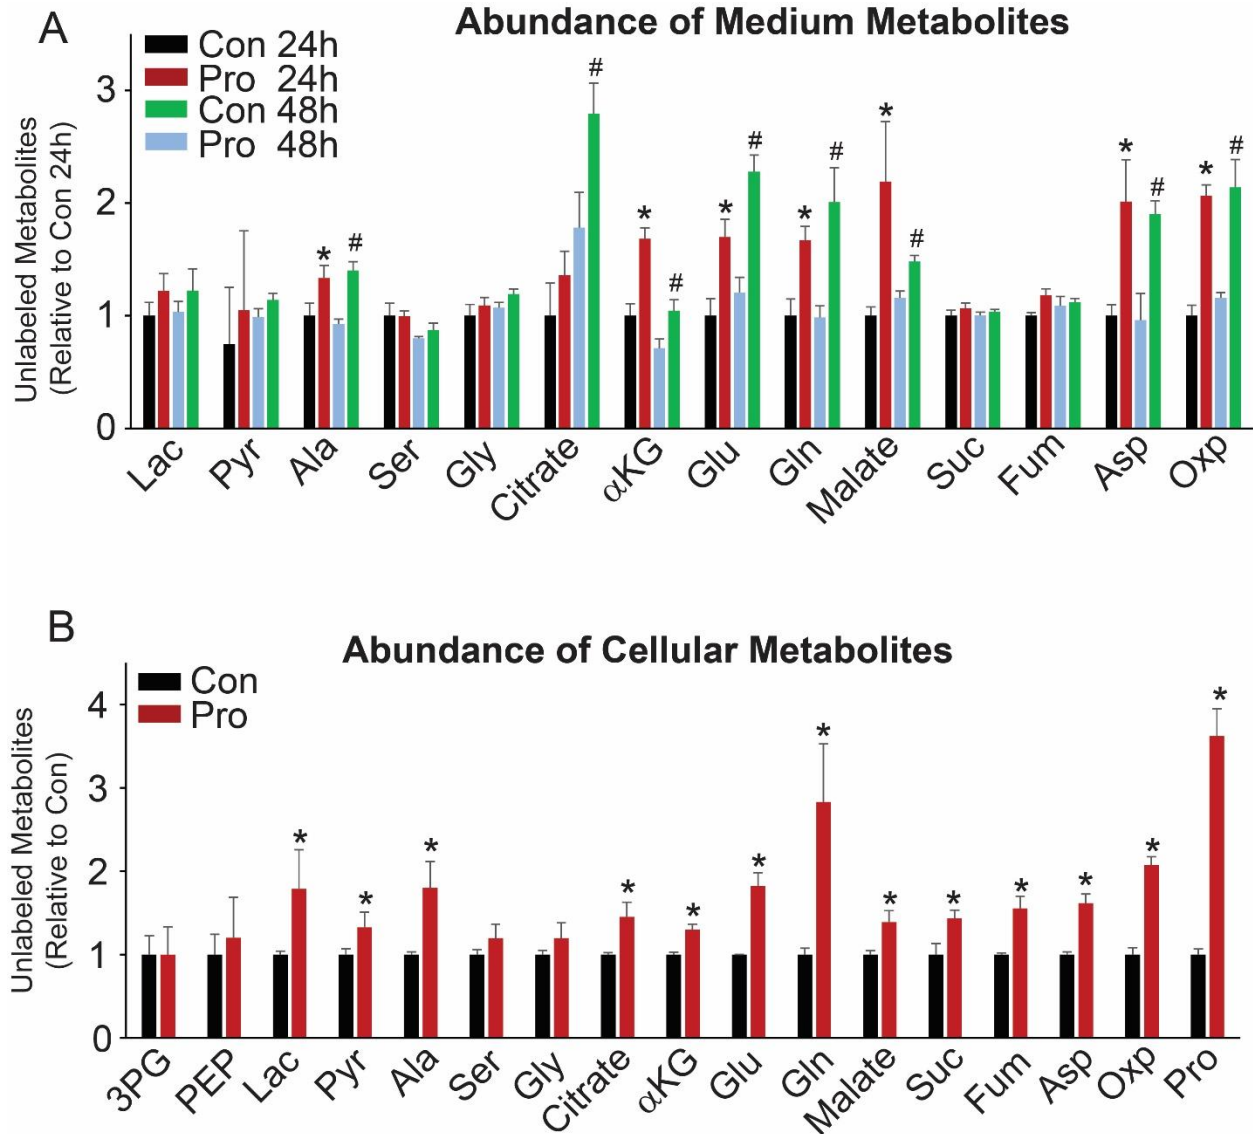 A
Abundance of Medium Metabolites
Con 24h
Pro 24h
Con 48h
Pro 48h
Unlabeled Metabolites
(Relative to Con 24h)
3
2
1
0
#
*
#
*
#
*
#
*
#
*
#
*
#
*
#
Lac
Pyr
Ala
Ser
Gly
Citrate
αKG
Glu
Gln
Malate
Suc
Fum
Asp
Oxp
B
Abundance of Cellular Metabolites
Con
Pro
Unlabeled Metabolites
(Relative to Con)
4
3
2
1
0
*
*
*
*
*
*
*
*
*
*
*
*
*
3PG
PEP
Lac
Pyr
Ala
Ser
Gly
Citrate
αKG
Glu
Gln
Malate
Suc
Fum
Asp
Oxp
Pro